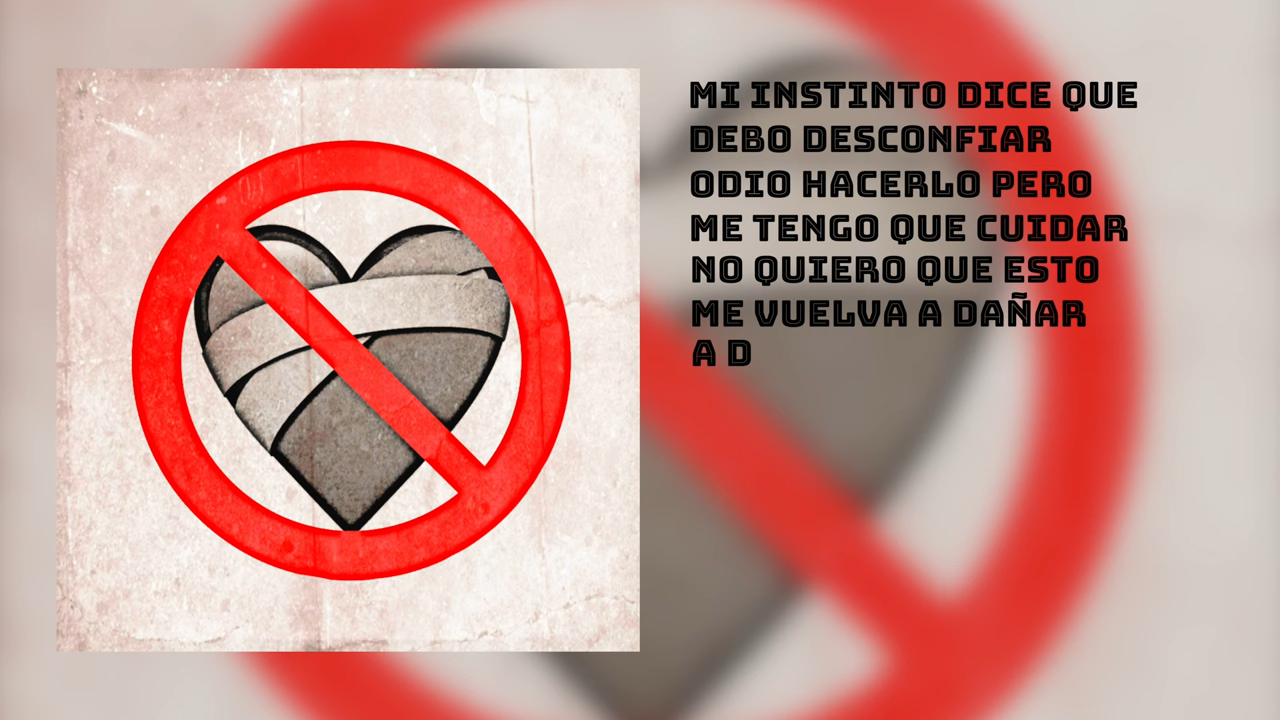 MI INSTINTO DICE QUE
DEBO DESCONFIAR
ODIO HACERLO PERO
ME TENGO QUE CUIDAR
NO QUIERO QUE ESTO
ME VUELVA A DAÑAR
A D